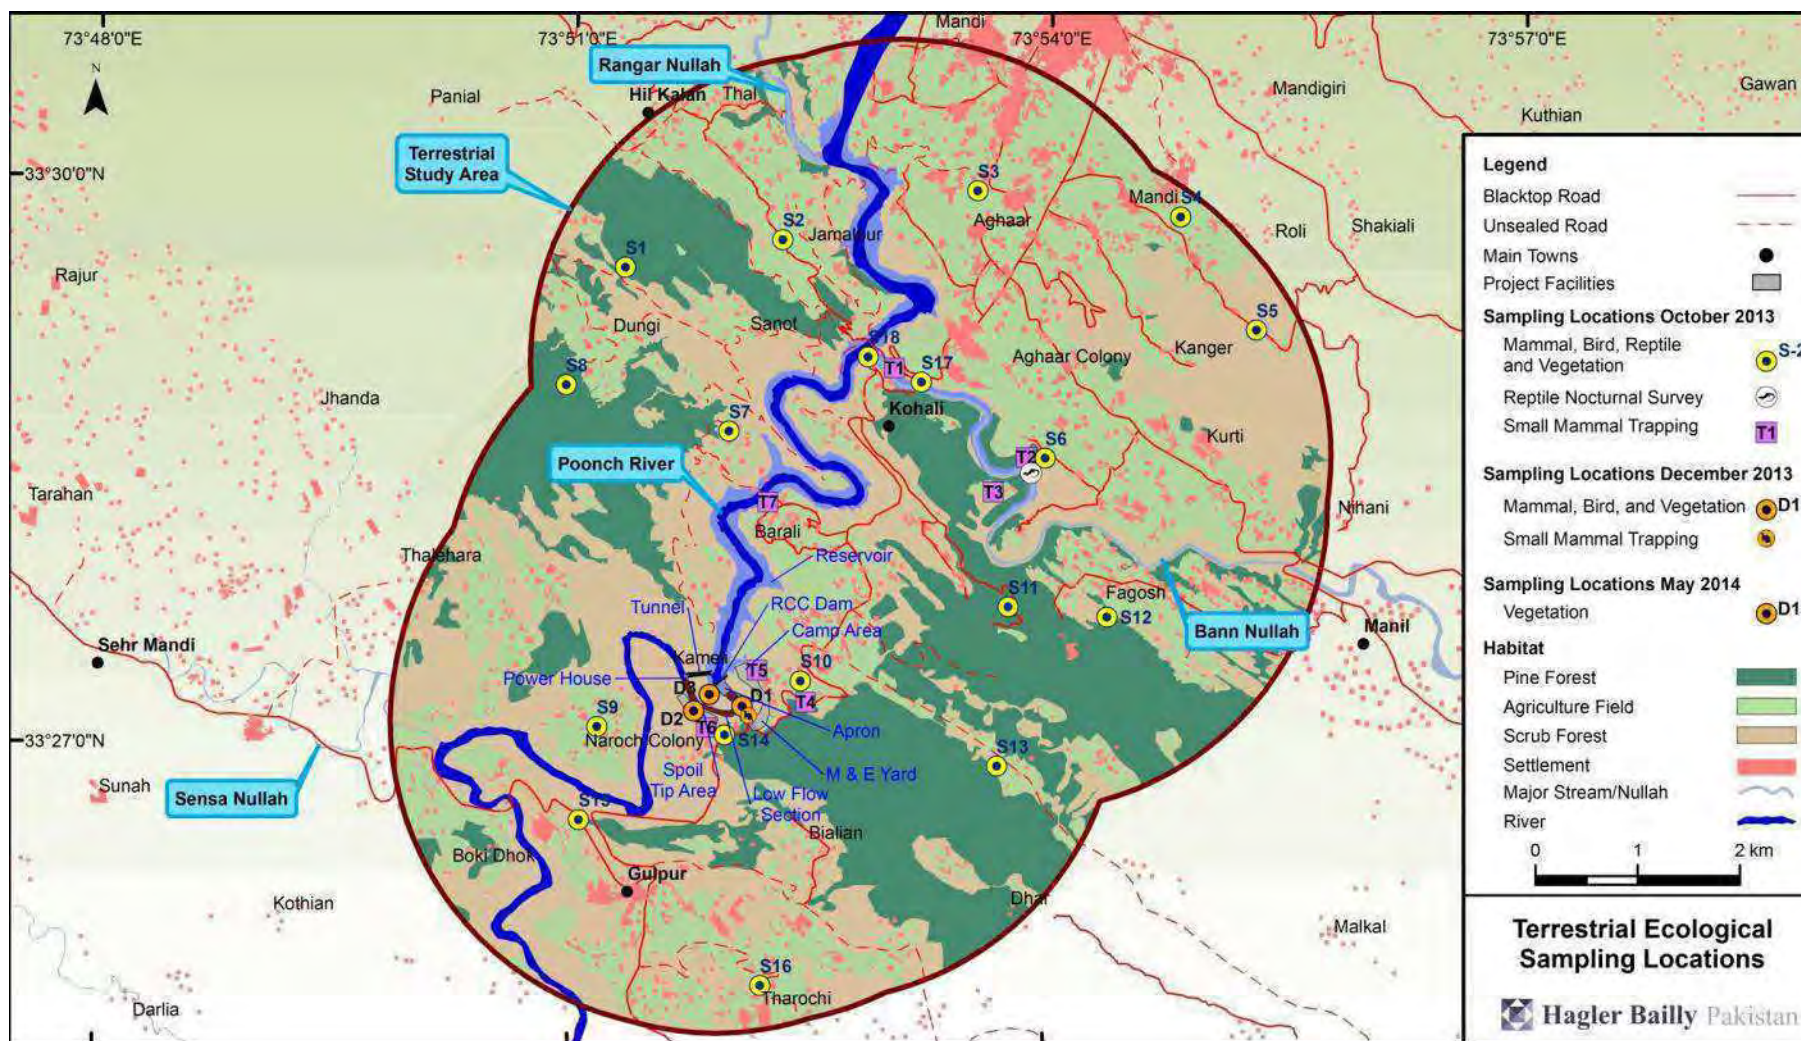 Mandi
73°48'0"E
73°51'0"E
73°54'0"E
73°57'0"E
N
Rangar Nullah
Panial
Hil Kalan
Thal
Mandigiri
Gawan
Kuthian
Terrestrial
Study Area
33°30'0"N
S3
Mandi
S4
Aghaar
S2
Jamalpur
Roli
Shakiali
S1
Rajur
Dungi
Sanot
S5
S18
Aghaar Colony
Kanger
T1
S17
S8
Jhanda
Kohali
S7
Kurti
S6
T2
Poonch River
T3
Tarahan
T7
Nihani
Barali
Thalehara
Reservoir
S11
Fagosh
Tunnel
RCC Dam
S12
Camp Area
Bann Nullah
Manil
Sehr Mandi
Kameli
T5
S10
Power House
D3
D1
T4
D2
S9
T6
Apron
33°27'0"N
Naroch Colony
S14
S13
Spoil
Tip Area
M & E Yard
Sunah
Sensa Nullah
Low Flow
Section
S15
Bialian
Boki Dhok
Gulpur
Kothian
Dhar
Malkal
S16
Tharochi
Darlia
Legend
Blacktop Road
Unsealed Road
Main Towns
Project Facilities
Sampling Locations October 2013
Mammal, Bird, Reptile
and Vegetation
S-2
Reptile Nocturnal Survey
Small Mammal Trapping
T1
Sampling Locations December 2013
Mammal, Bird, and Vegetation
D1
Small Mammal Trapping
Sampling Locations May 2014
Vegetation
D1
Habitat
Pine Forest
Agriculture Field
Scrub Forest
Settlement
Major Stream/Nullah
River
0 1 2 km
Terrestrial Ecological
Sampling Locations
Hagler Bailly Pakistan